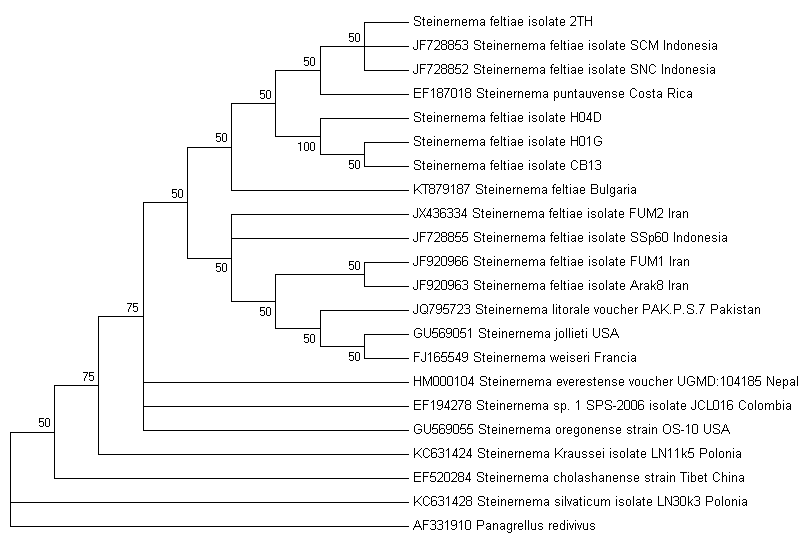 Steinernema feltiae isolate 2TH
50
JF728853 Steinernema feltiae isolate SCM Indonesia
50
JF728852 Steinernema feltiae isolate SNC Indonesia
50
EF187018 Steinernema puntauvense Costa Rica
Steinernema feltiae isolate H04D
50
Steinernema feltiae isolate H01G
100
50
Steinernema feltiae isolate CB13
50
KT879187 Steinernema feltiae Bulgaria
JX436334 Steinernema feltiae isolate FUM2 Iran
JF728855 Steinernema feltiae isolate SSp60 Indonesia
50
50
JF920966 Steinernema feltiae isolate FUM1 Iran
JF920963 Steinernema feltiae isolate Arak8 Iran
75
50
JQ795723 Steinernema litorale voucher PAK.P.S.7 Pakistan
GU569051 Steinernema jollieti USA
50
50
FJ165549 Steinernema weiseri Francia
75
HM000104 Steinernema everestense voucher UGMD:104185 Nepal
EF194278 Steinernema sp. 1 SPS-2006 isolate JCL016 Colombia
50
GU569055 Steinernema oregonense strain OS-10 USA
KC631424 Steinernema Kraussei isolate LN11k5 Polonia
EF520284 Steinernema cholashanense strain Tibet China
KC631428 Steinernema silvaticum isolate LN30k3 Polonia
AF331910 Panagrellus redivivus